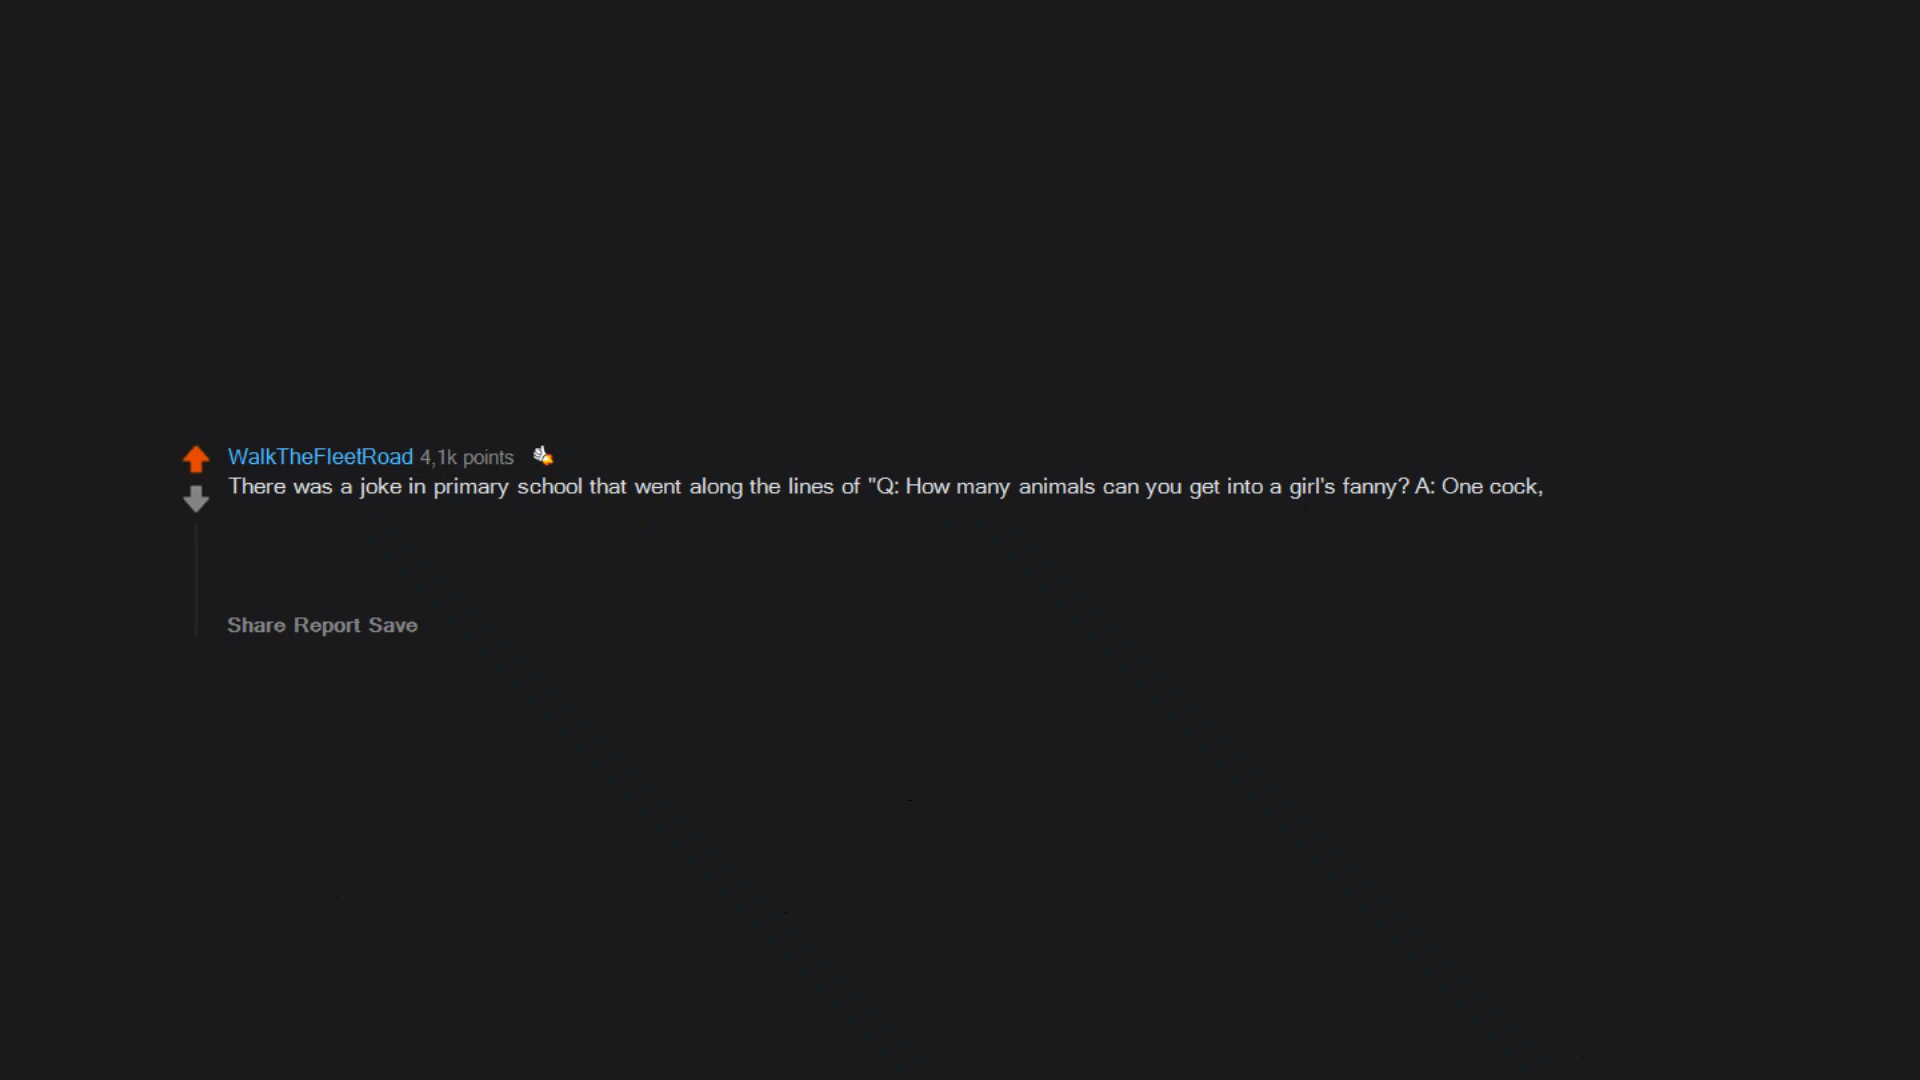 WalkTheFleetRoad 4,1k points
There was a joke in primary school that went along the lines of "Q: How many animals can you get into a girl's fanny? A: One cock,
Share Report Save